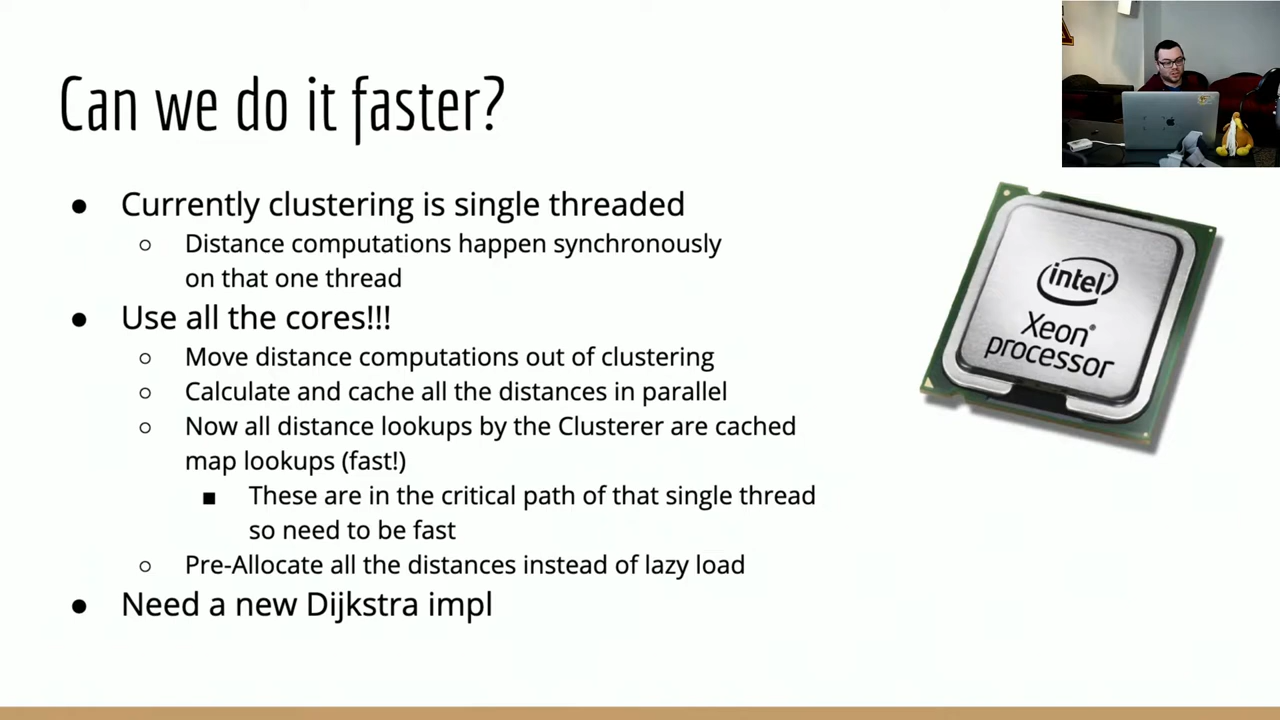 Can we do it faster?
● Currently clustering is single threaded
○ Distance computations happen synchronously
on that one thread
● Use all the cores!!!
○ Move distance computations out of clustering
○ Calculate and cache all the distances in parallel
○ Now all distance lookups by the Clusterer are cached
map lookups (fast!)
■ These are in the critical path of that single thread
so need to be fast
○ Pre-Allocate all the distances instead of lazy load
● Need a new Dijkstra impl
intel
Xeon®
processor